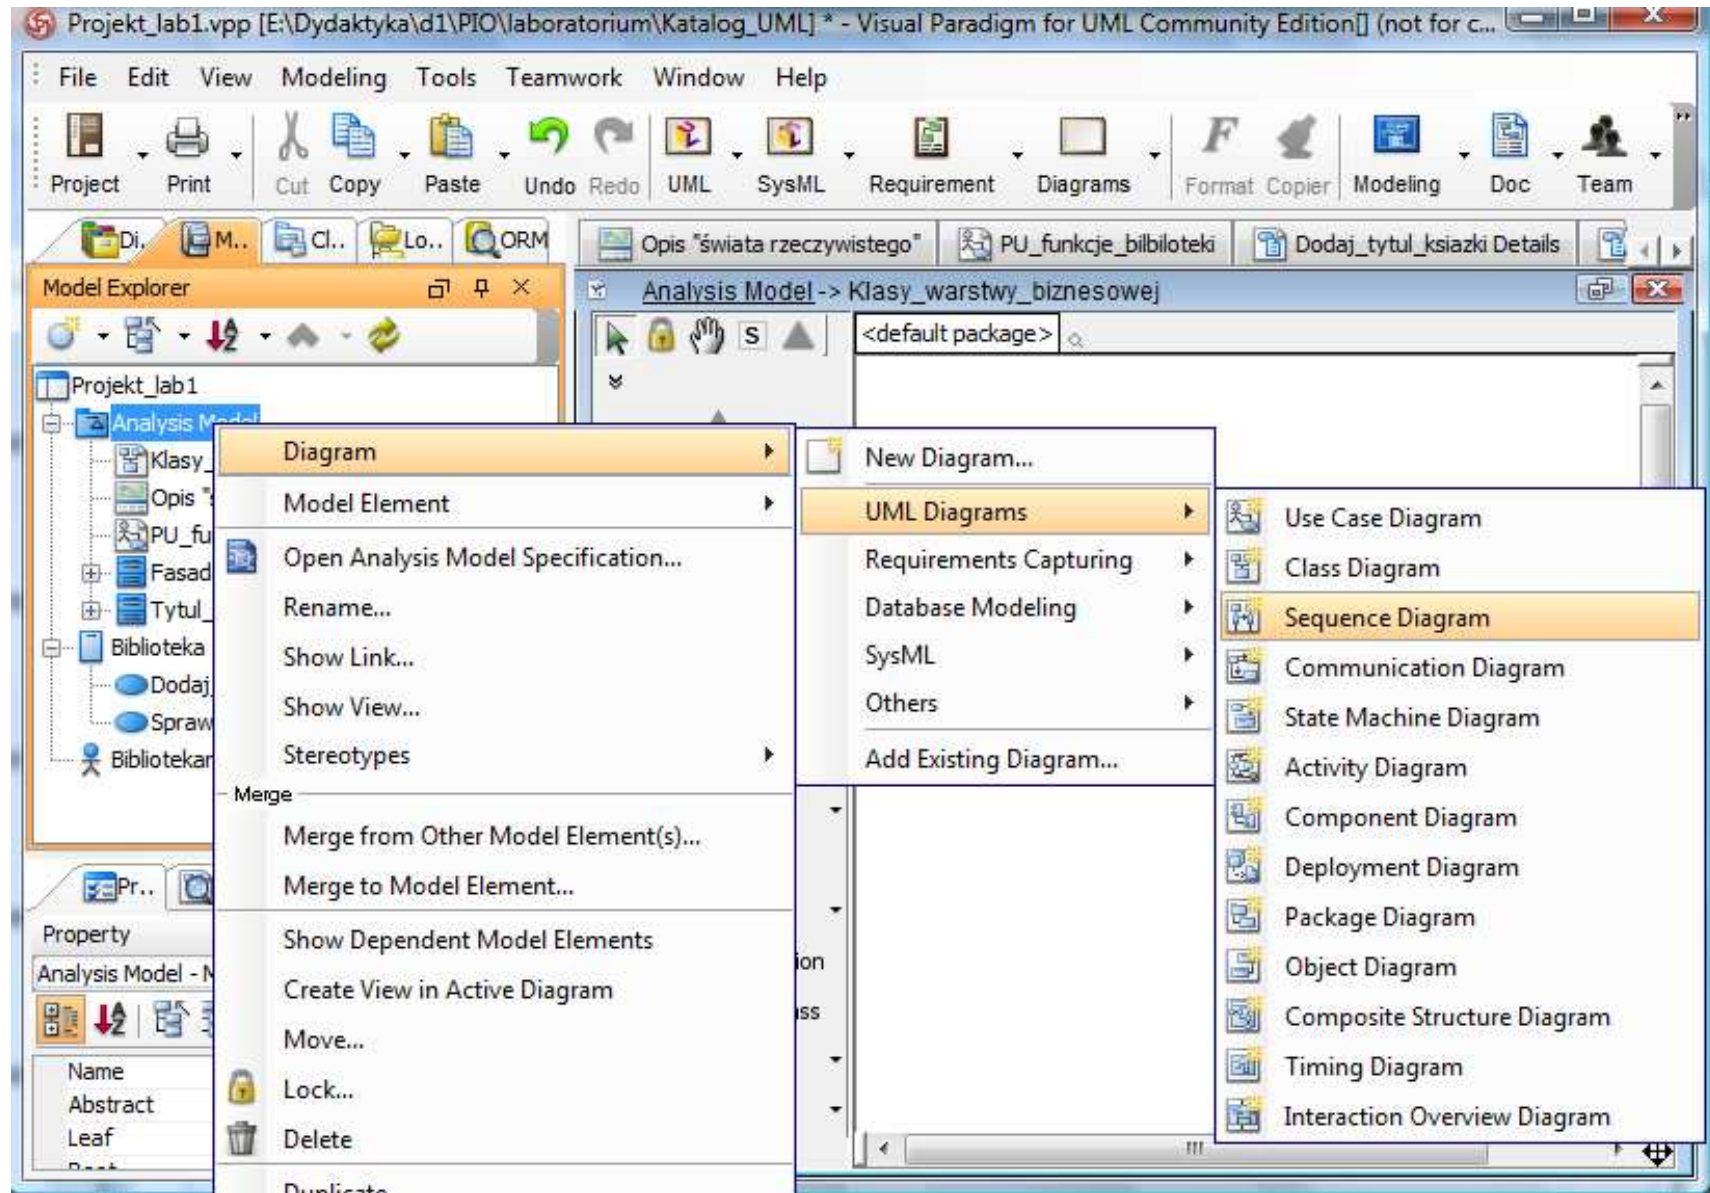 Projekt_lab1.vpp [E:\Dydaktyka\d1\PIO\laboratorium\Katalog_UML] * - Visual Paradigm for UML Community Edition[] (not for c...
File Edit View Modeling Tools Teamwork Window Help
Project Print Cut Copy Paste Undo Redo UML SysML Requirement Diagrams Format Copier Modeling Doc Team
Di. M.. Cl.. Lo.. ORM
Opis "świata rzeczywistego" PU_funkcje_bilbiloteki Dodaj_tytul_ksiazki Details
Model Explorer
Analysis Model -> Klasy_warstwy_biznesowej
S <default package>
Projekt_lab1
Analysis Model
Klasy_
Opis "s
PU_fu
Fasad
Tytul_
Biblioteka
Dodaj_
Spraw
Bibliotekar
Pr..
Property
Analysis Model - M
Name
Abstract
Leaf
Root
Diagram
Model Element
Open Analysis Model Specification...
Rename...
Show Link...
Show View...
Stereotypes
Merge
Merge from Other Model Element(s)...
Merge to Model Element...
Show Dependent Model Elements
Create View in Active Diagram
Move...
Lock...
Delete
Duplicate
New Diagram...
UML Diagrams
Requirements Capturing
Database Modeling
SysML
Others
Add Existing Diagram...
ion
ass
Use Case Diagram
Class Diagram
Sequence Diagram
Communication Diagram
State Machine Diagram
Activity Diagram
Component Diagram
Deployment Diagram
Package Diagram
Object Diagram
Composite Structure Diagram
Timing Diagram
Interaction Overview Diagram